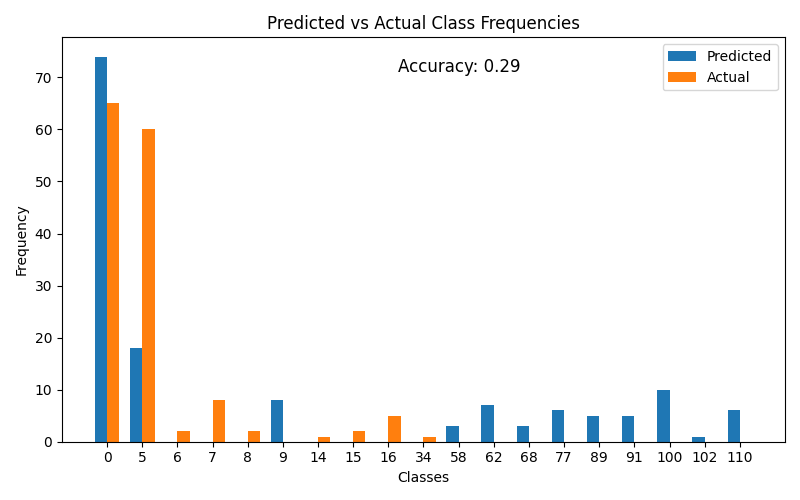 Predicted vs Actual Class Frequencies
Accuracy: 0.29
Predicted
Actual
Frequency
70
60
50
40
30
20
10
0
0 5 6 7 8 9 14 15 16 34 58 62 68 77 89 91 100 102 110
Classes